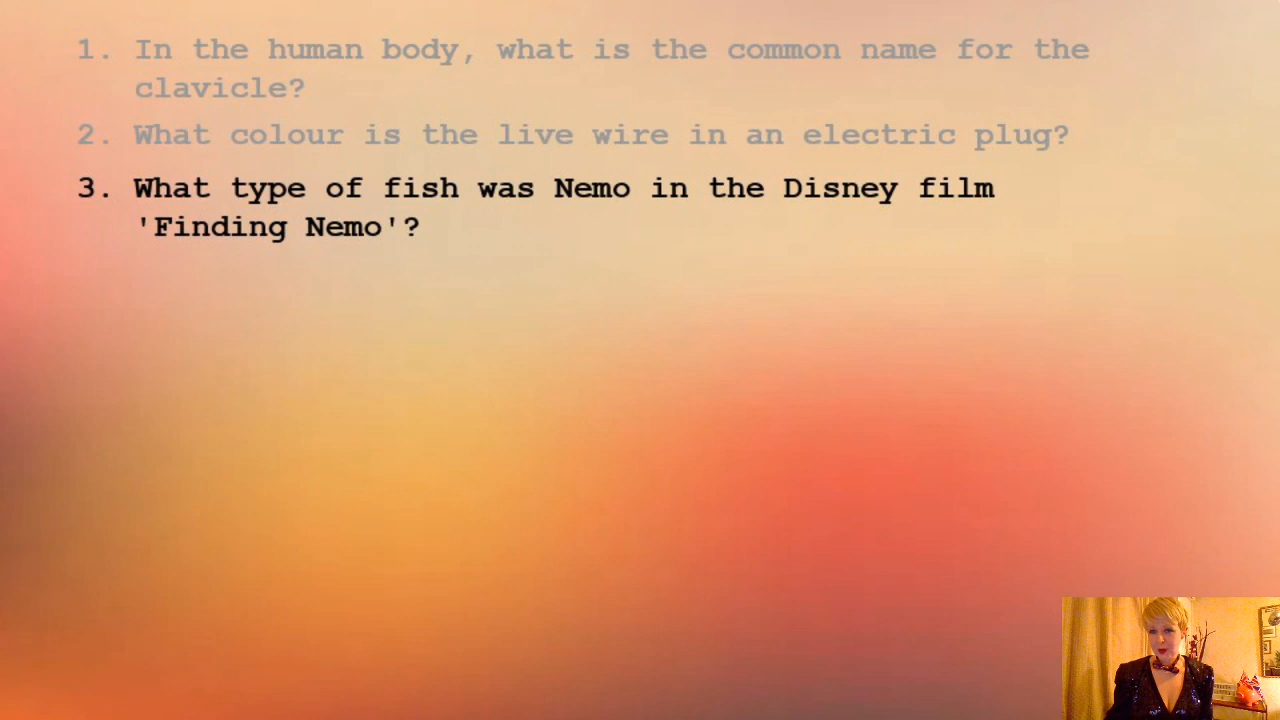 1. In the human body, what is the common name for the
clavicle?
2. What colour is the live wire in an electric plug?
3. What type of fish was Nemo in the Disney film
'Finding Nemo'?